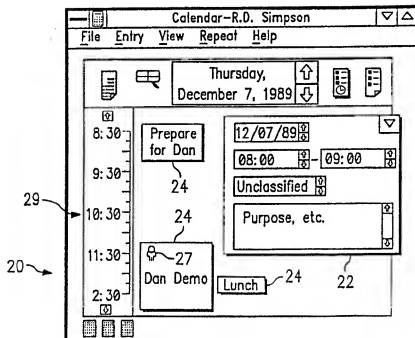 Calendar-R.D. Simpson
File Entry View Repeat Help
Thursday,
December 7, 1989
8:30
9:30
10:30
11:30
2:30
Prepare
for Dan
24
12/07/89
08:00 - 09:00
Unclassified
Purpose, etc.
22
24
27
Dan Demo
Lunch
24
29
20